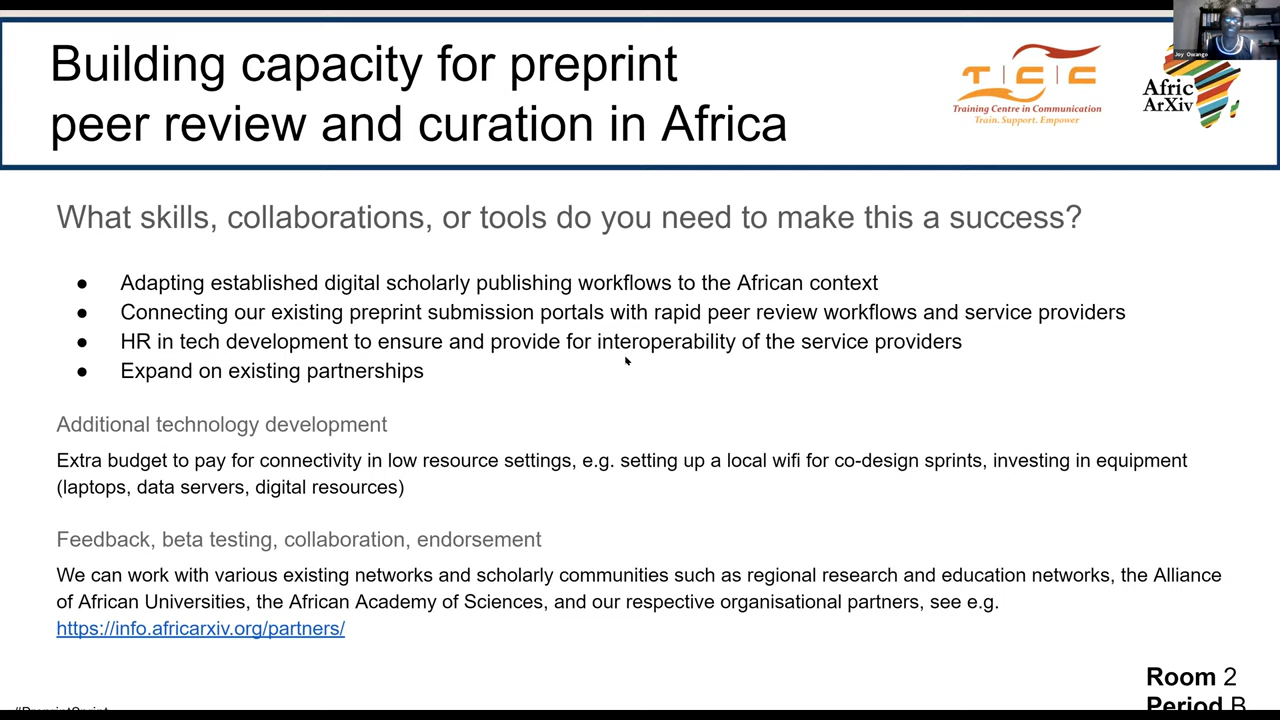 Building capacity for preprint
peer review and curation in Africa
T | C | C
Training Centre in Communication
Train. Support. Empower
Afric
ArXiv
Joy Owango
What skills, collaborations, or tools do you need to make this a success?
● Adapting established digital scholarly publishing workflows to the African context
● Connecting our existing preprint submission portals with rapid peer review workflows and service providers
● HR in tech development to ensure and provide for interoperability of the service providers
● Expand on existing partnerships
Additional technology development
Extra budget to pay for connectivity in low resource settings, e.g. setting up a local wifi for co-design sprints, investing in equipment
(laptops, data servers, digital resources)
Feedback, beta testing, collaboration, endorsement
We can work with various existing networks and scholarly communities such as regional research and education networks, the Alliance
of African Universities, the African Academy of Sciences, and our respective organisational partners, see e.g.
https://info.africarxiv.org/partners/
Room 2
Period B
#PreprintSprint